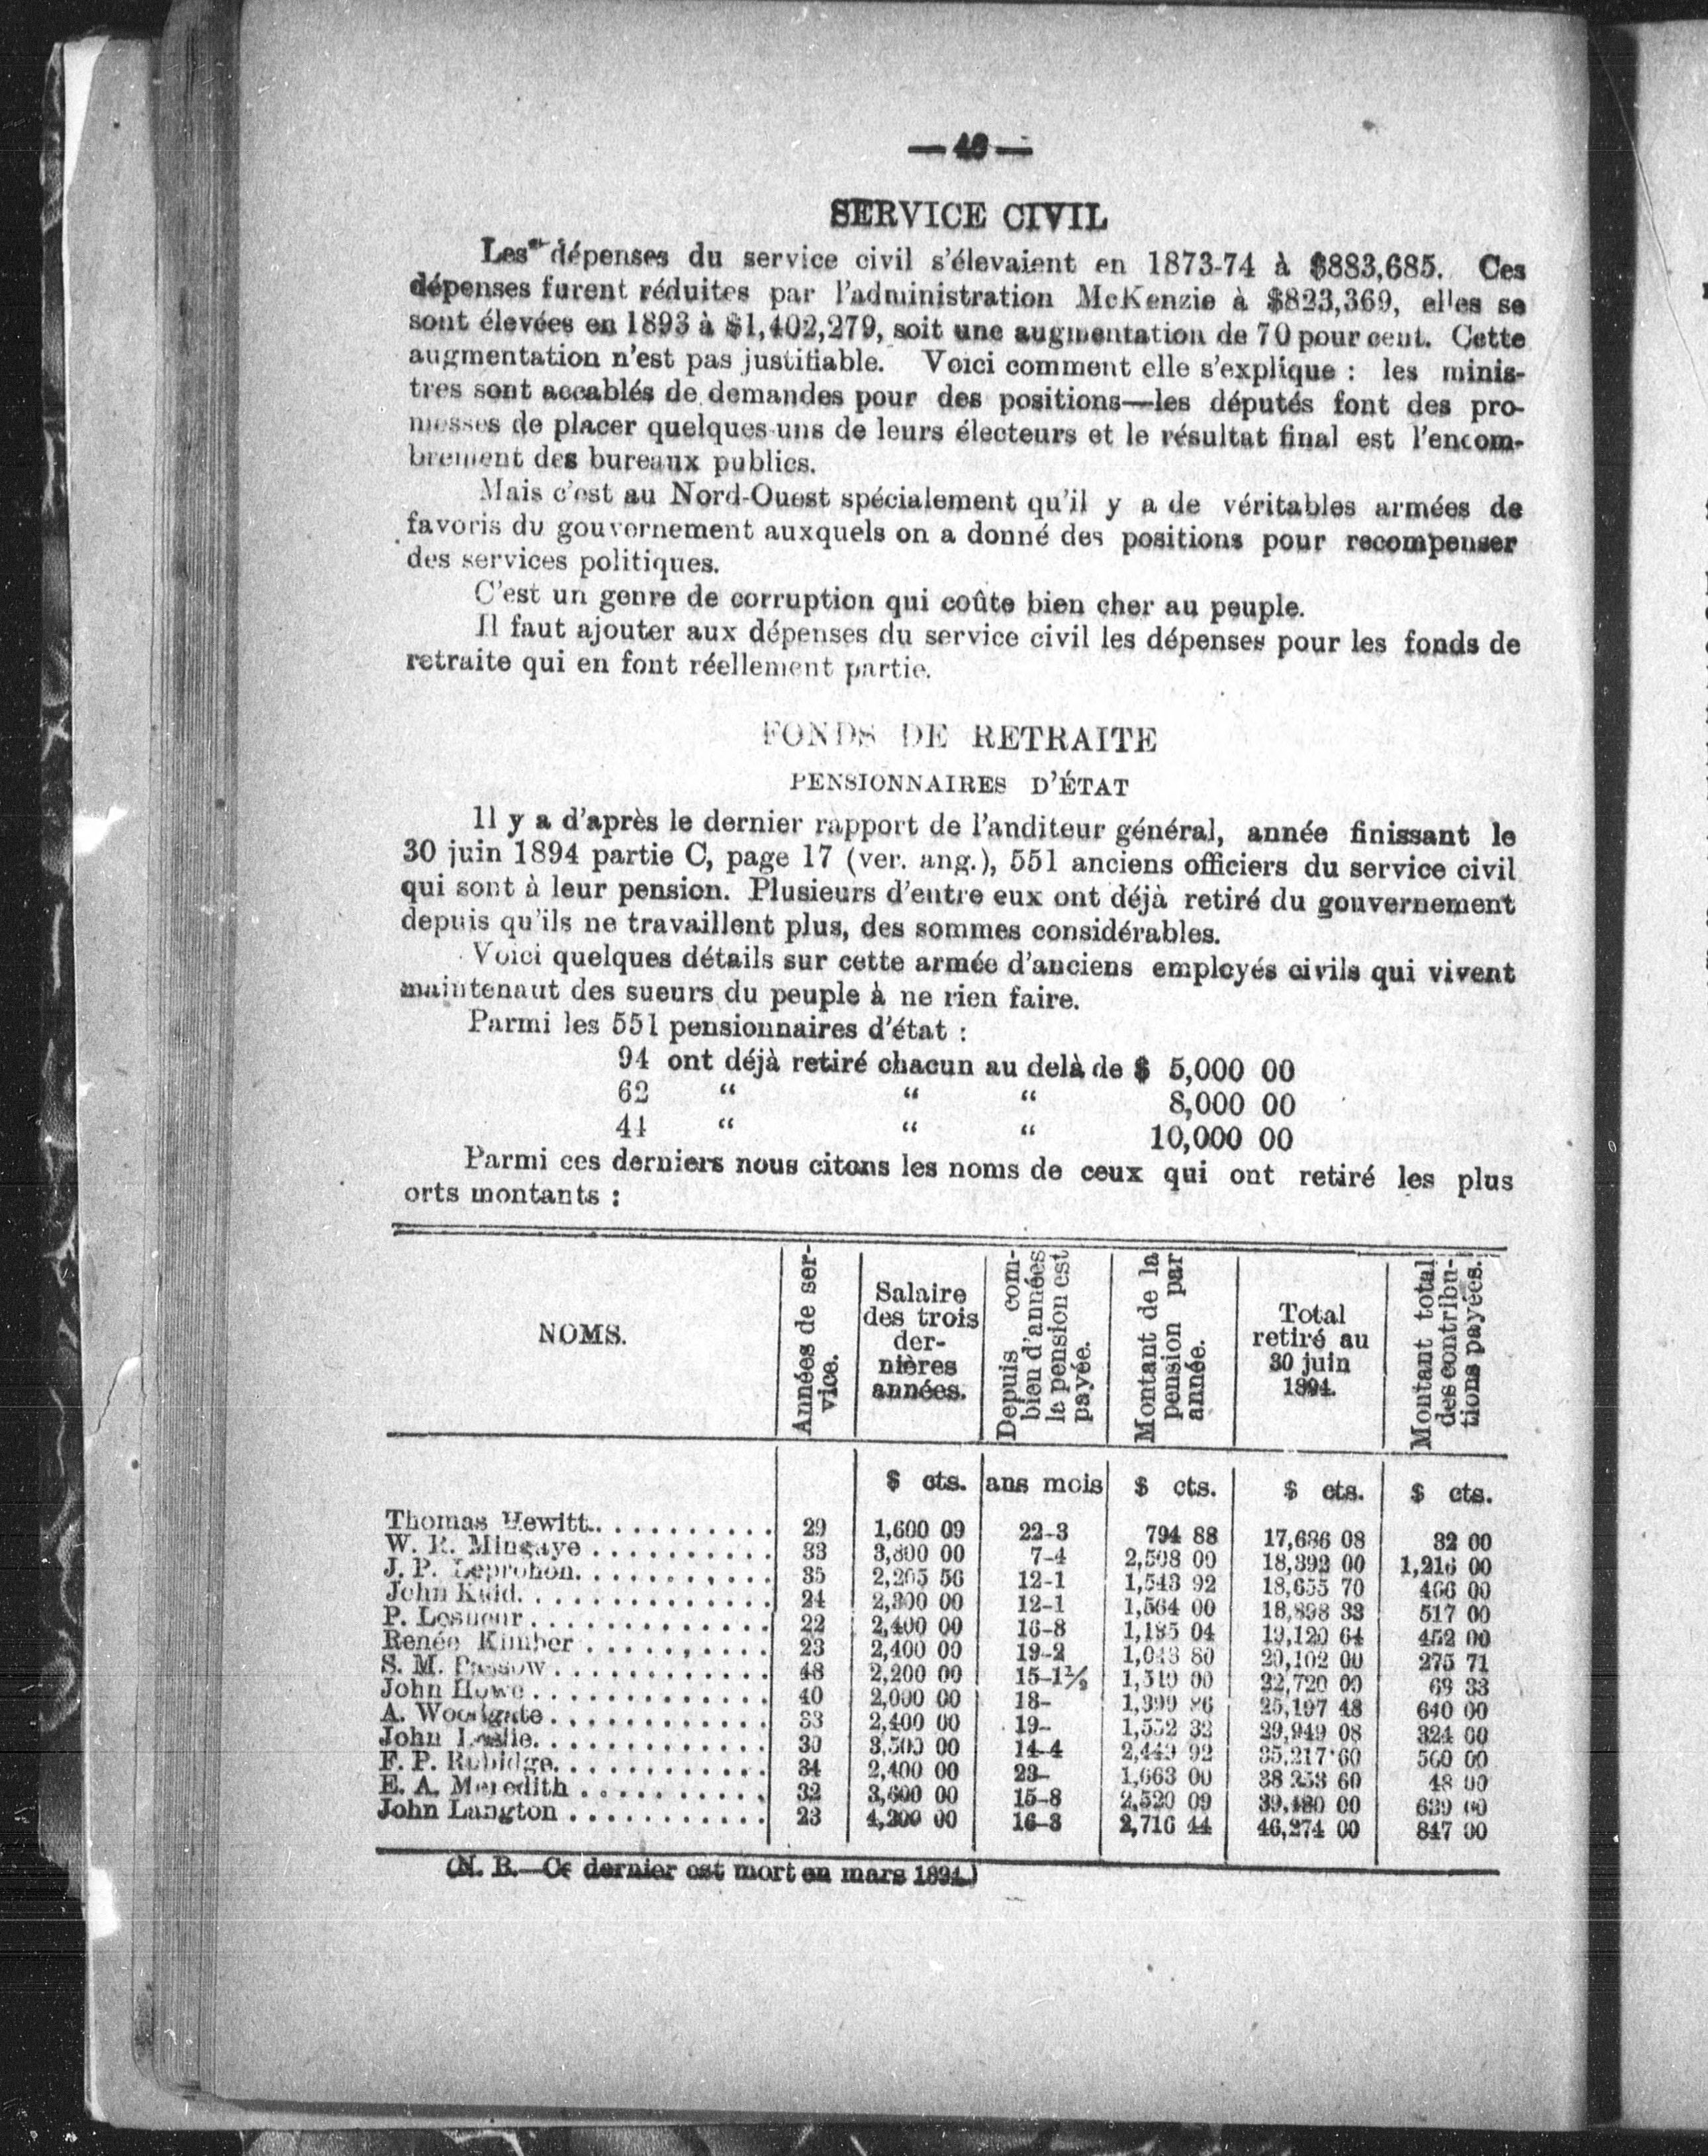 — 46 —
SERVICE CIVIL
Les dépenses du service civil s'élevaient en 1873-74 à $883,685. Ces
dépenses furent réduites par l'administration McKenzie à $823,369, elles se
sont élevées en 1893 à $1,402,279, soit une augmentation de 70 pour cent. Cette
augmentation n'est pas justifiable. Voici comment elle s'explique : les minis-
tres sont accablés de demandes pour des positions—les députés font des pro-
messes de placer quelques-uns de leurs électeurs et le résultat final est l'encom-
brement des bureaux publics.
Mais c'est au Nord-Ouest spécialement qu'il y a de véritables armées de
favoris du gouvernement auxquels on a donné des positions pour recompenser
des services politiques.
C'est un genre de corruption qui coûte bien cher au peuple.
Il faut ajouter aux dépenses du service civil les dépenses pour les fonds de
retraite qui en font réellement partie.
FONDS DE RETRAITE
PENSIONNAIRES D'ÉTAT
Il y a d'après le dernier rapport de l'anditeur général, année finissant le
30 juin 1894 partie C, page 17 (ver. ang.), 551 anciens officiers du service civil
qui sont à leur pension. Plusieurs d'entre eux ont déjà retiré du gouvernement
depuis qu'ils ne travaillent plus, des sommes considérables.
Voici quelques détails sur cette armée d'anciens employés civils qui vivent
maintenaut des sueurs du peuple à ne rien faire.
Parmi les 551 pensionnaires d'état :
94 ont déjà retiré chacun au delà de $ 5,000 00
62 " " " 8,000 00
44 " " " 10,000 00
Parmi ces derniers nous citons les noms de ceux qui ont retiré les plus
orts montants :
NOMS. Années de ser-vice. Salaire des trois der-nières années. Depuis com-bien d'années la pension est payée. Montant de la pension par année. Total retiré au 30 juin 1894. Montant total des contribu-tions payées.
$ cts. ans mois $ cts. $ cts. $ cts.
Thomas Hewitt. 29 1,600 09 22-3 794 88 17,686 08 32 00
W. R. Mingaye 33 3,800 00 7-4 2,508 00 18,392 00 1,216 00
J. P. Leprohon. 35 2,205 56 12-1 1,543 92 18,655 70 466 00
John Kidd. 24 2,300 00 12-1 1,564 00 18,898 33 517 00
P. Lesueur 22 2,400 00 16-8 1,195 04 19,120 64 452 00
Renée Kimber 23 2,400 00 19-2 1,048 80 20,102 00 275 71
S. M. Passow 48 2,200 00 15-1½ 1,510 00 22,720 00 69 33
John Howe 40 2,000 00 18- 1,399 86 25,197 48 640 00
A. Woodgate 33 2,400 00 19- 1,552 32 29,949 08 324 00
John Leslie. 30 3,500 00 14-4 2,449 92 35,217 60 560 00
F. P. Rubidge. 34 2,400 00 23- 1,663 00 38 253 60 48 00
E. A. Meredith 32 3,600 00 15-8 2,520 09 39,480 00 639 00
John Langton 23 4,200 00 16-3 2,716 44 46,274 00 847 00
(N. B.—Ce dernier est mort en mars 1894.)